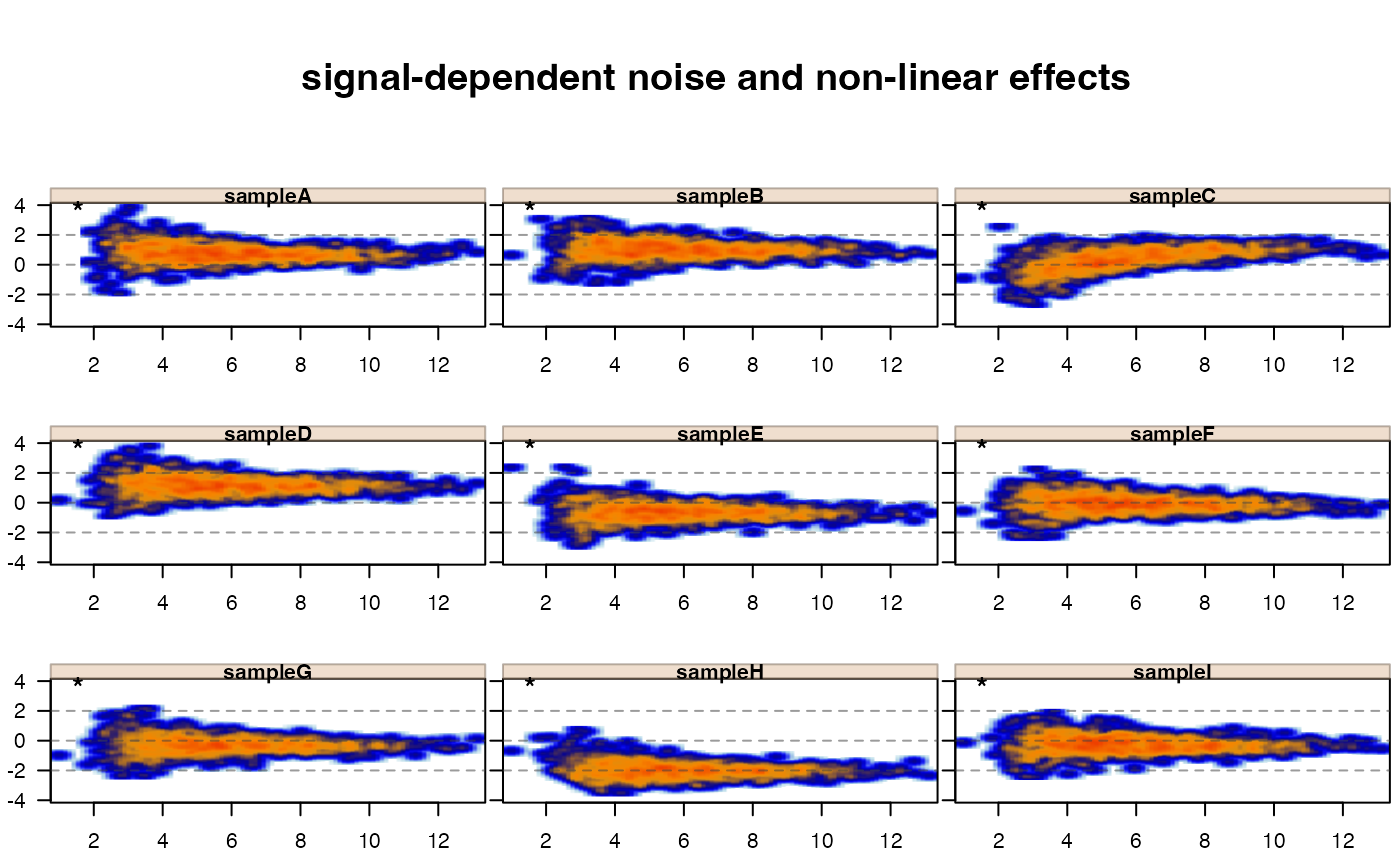 signal-dependent noise and non-linear effects
sampleA sampleB sampleC
* * *
4
2
0
-2
-4
2 4 6 8 10 12 2 4 6 8 10 12 2 4 6 8 10 12
sampleD sampleE sampleF
* * *
4
2
0
-2
-4
2 4 6 8 10 12 2 4 6 8 10 12 2 4 6 8 10 12
sampleG sampleH sampleI
* * *
4
2
0
-2
-4
2 4 6 8 10 12 2 4 6 8 10 12 2 4 6 8 10 12